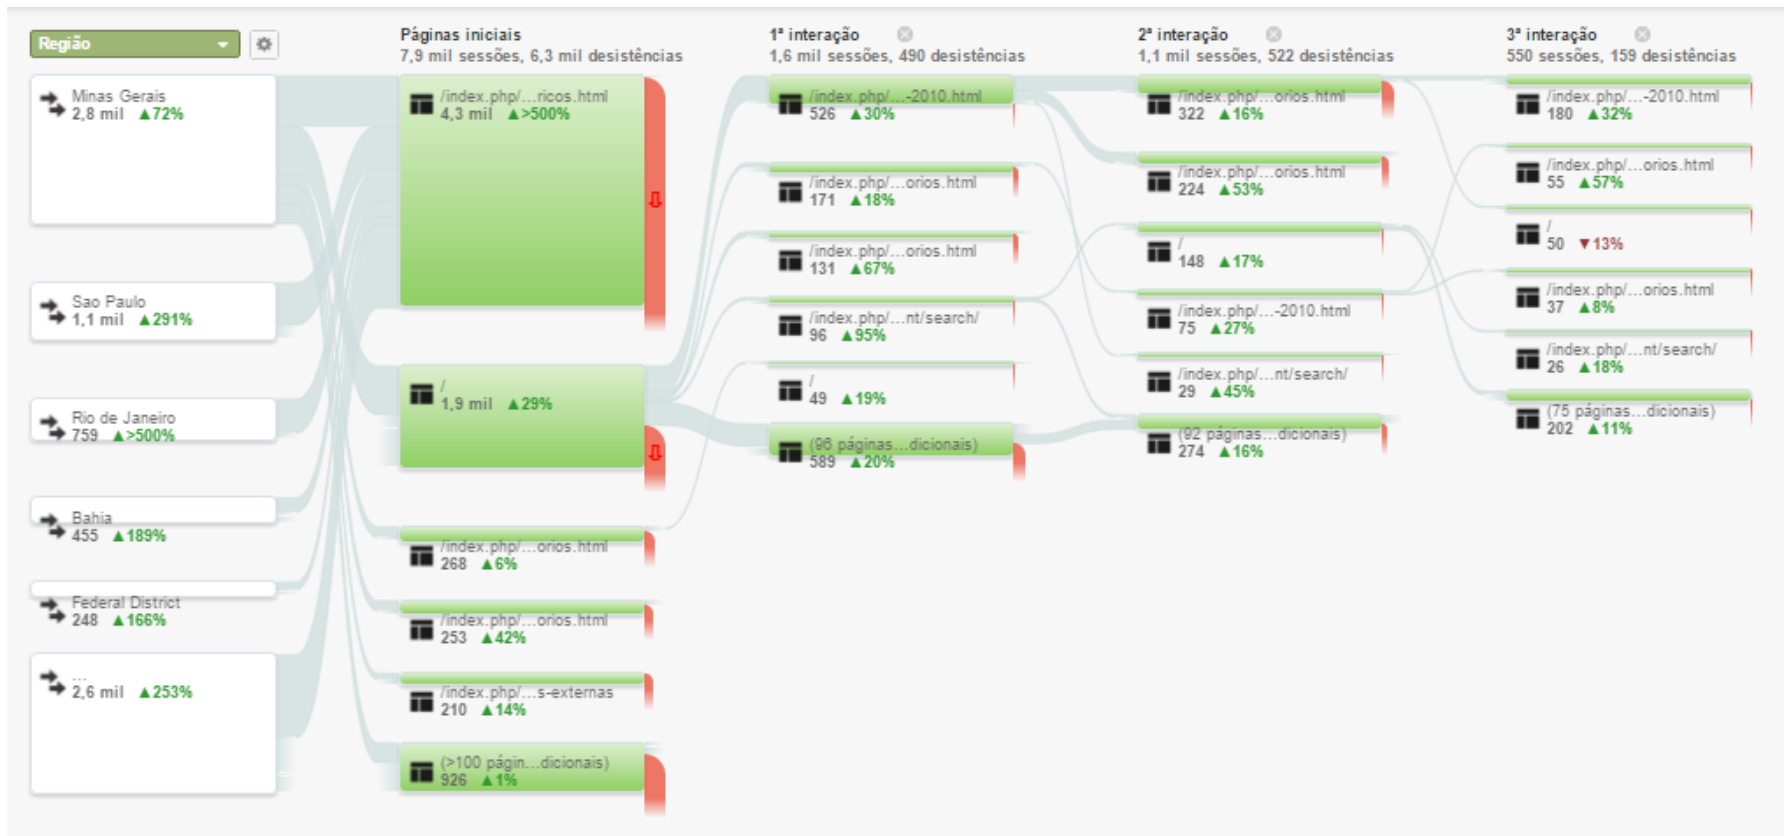 Região
Minas Gerais
2,8 mil ▲72%
Sao Paulo
1,1 mil ▲291%
Rio de Janeiro
759 ▲>500%
Bahia
455 ▲189%
Federal District
248 ▲166%
...
2,6 mil ▲253%
Páginas iniciais
7,9 mil sessões, 6,3 mil desistências
/index.php/...ricos.html
4,3 mil ▲>500%
/
1,9 mil ▲29%
/index.php/...orios.html
268 ▲6%
/index.php/...orios.html
253 ▲42%
/index.php/...s-externas
210 ▲14%
(>100 págin...dicionais)
926 ▲1%
1ª interação
1,6 mil sessões, 490 desistências
/index.php/...-2010.html
526 ▲30%
/index.php/...orios.html
171 ▲18%
/index.php/...orios.html
131 ▲67%
/index.php/...nt/search/
96 ▲95%
/
49 ▲19%
(96 páginas...dicionais)
589 ▲20%
2ª interação
1,1 mil sessões, 522 desistências
/index.php/...orios.html
322 ▲16%
/index.php/...orios.html
224 ▲53%
/
148 ▲17%
/index.php/...-2010.html
75 ▲27%
/index.php/...nt/search/
29 ▲45%
(92 páginas...dicionais)
274 ▲16%
3ª interação
550 sessões, 159 desistências
/index.php/...-2010.html
180 ▲32%
/index.php/...orios.html
55 ▲57%
/
50 ▼13%
/index.php/...orios.html
37 ▲8%
/index.php/...nt/search/
26 ▲18%
(75 páginas...dicionais)
202 ▲11%